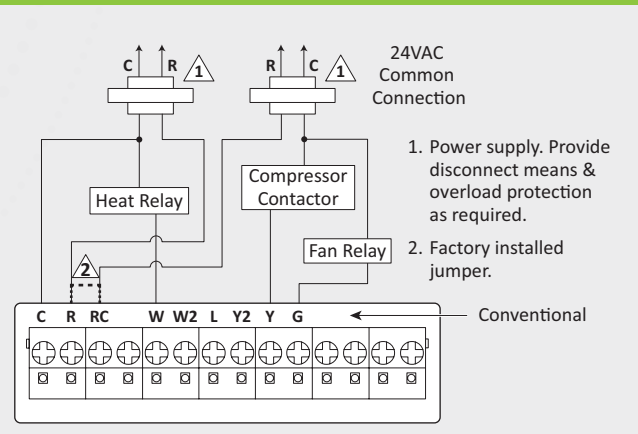 C R 1
R C 1
24VAC
Common
Connection
1. Power supply. Provide
disconnect means &
overload protection
as required.
2. Factory installed
jumper.
Heat Relay
Compressor
Contactor
Fan Relay
2
C R RC W W2 L Y2 Y G
Conventional